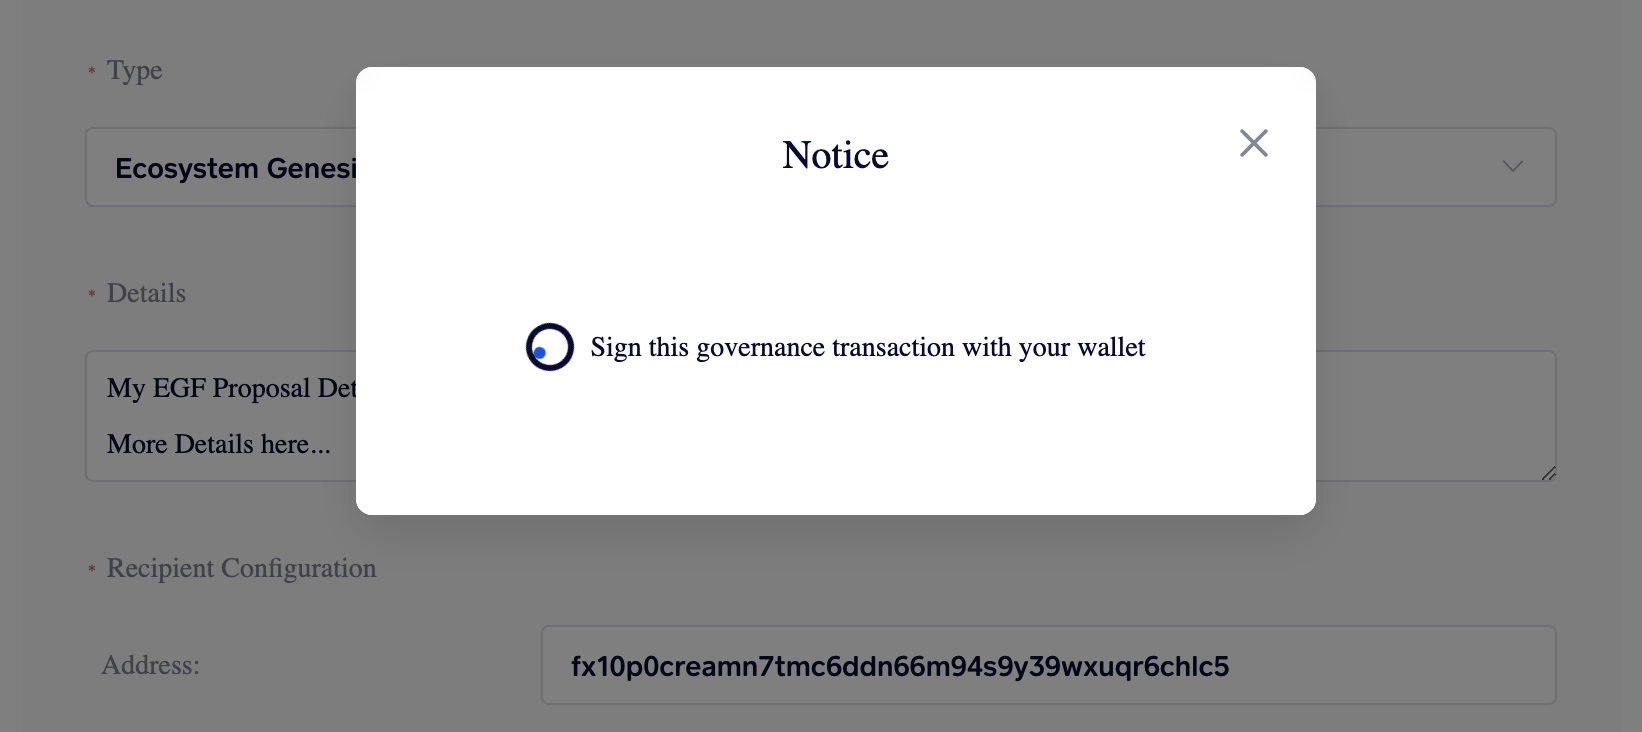 * Type
Notice
Ecosystem Genesi
* Details
Sign this governance transaction with your wallet
My EGF Proposal Det
More Details here...
* Recipient Configuration
Address:
fx10p0creamn7tmc6ddn66m94s9y39wxuqr6chlc5